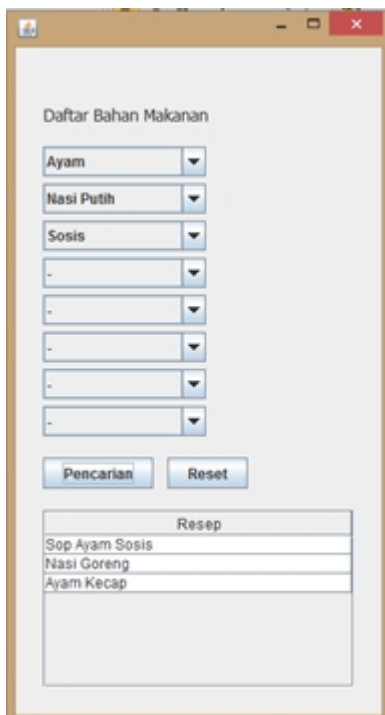 Daftar Bahan Makanan
Ayam
Nasi Putih
Sosis
-
-
-
-
-
Pencarian Reset
Resep
Sop Ayam Sosis
Nasi Goreng
Ayam Kecap